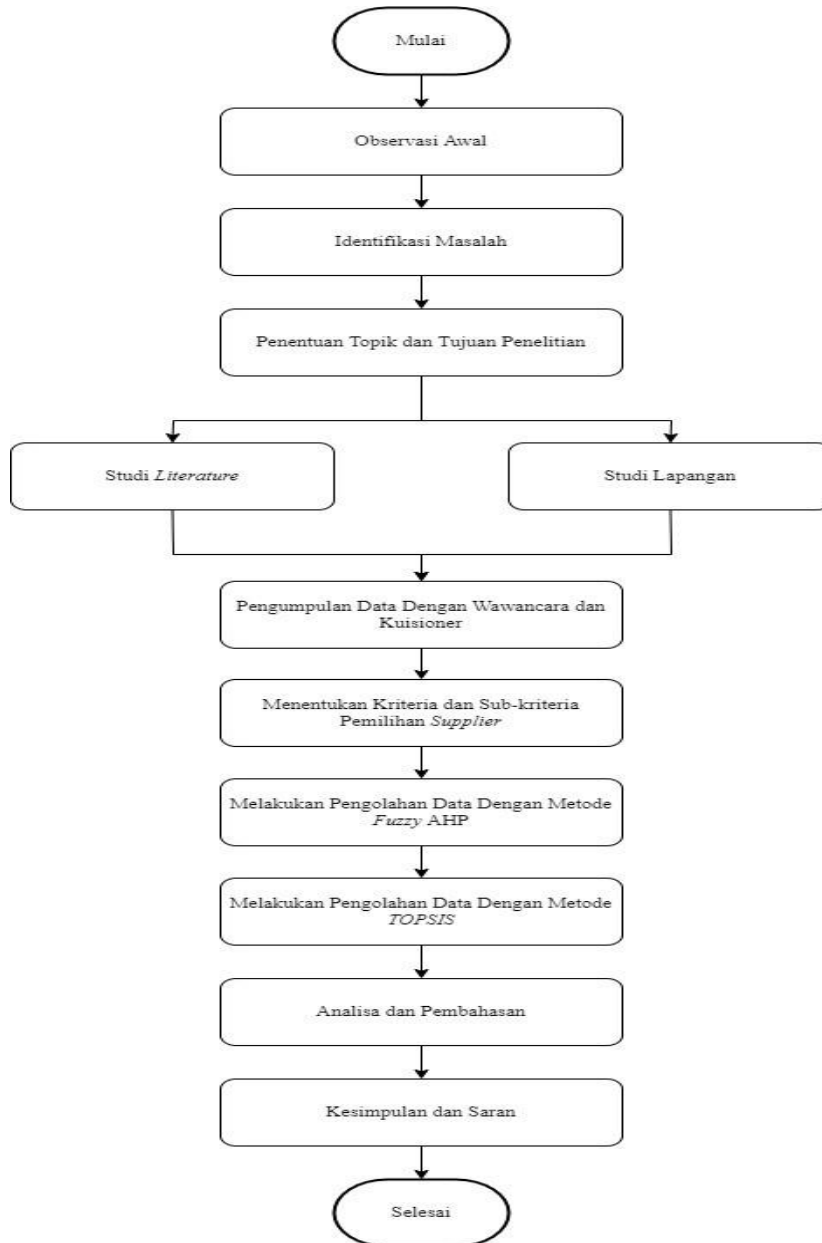 Mulai
Observasi Awal
Identifikasi Masalah
Penentuan Topik dan Tujuan Penelitian
Studi Literature
Studi Lapangan
Pengumpulan Data Dengan Wawancara dan
Kuisioner
Menentukan Kriteria dan Sub-kriteria
Pemilihan Supplier
Melakukan Pengolahan Data Dengan Metode
Fuzzy AHP
Melakukan Pengolahan Data Dengan Metode
TOPSIS
Analisa dan Pembahasan
Kesimpulan dan Saran
Selesai